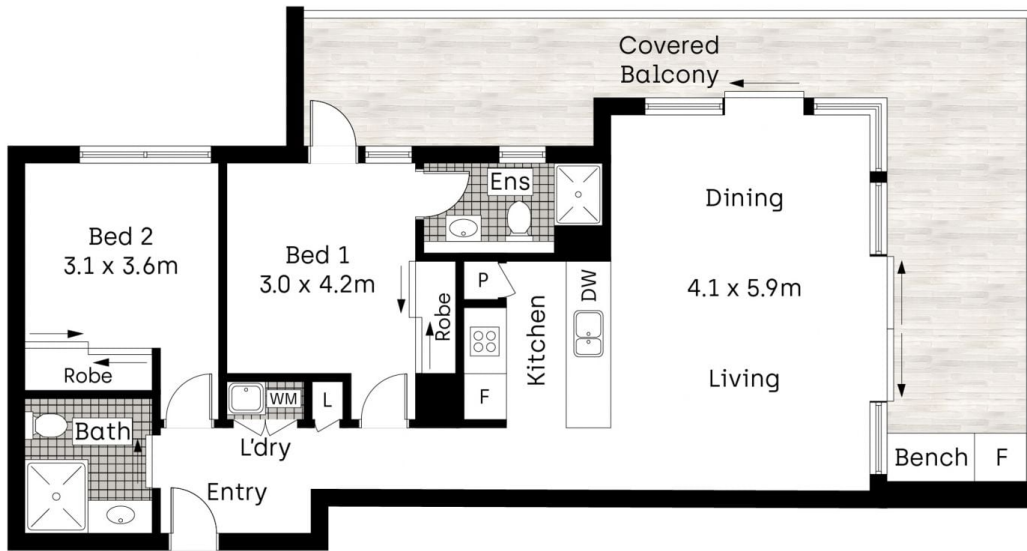 Covered
Balcony
Ens
Dining
Bed 2
3.1 x 3.6m
Bed 1
3.0 x 4.2m
P
DW
4.1 x 5.9m
Robe
Kitchen
Robe
Living
WM
L
F
Bath
L'dry
Bench
F
Entry